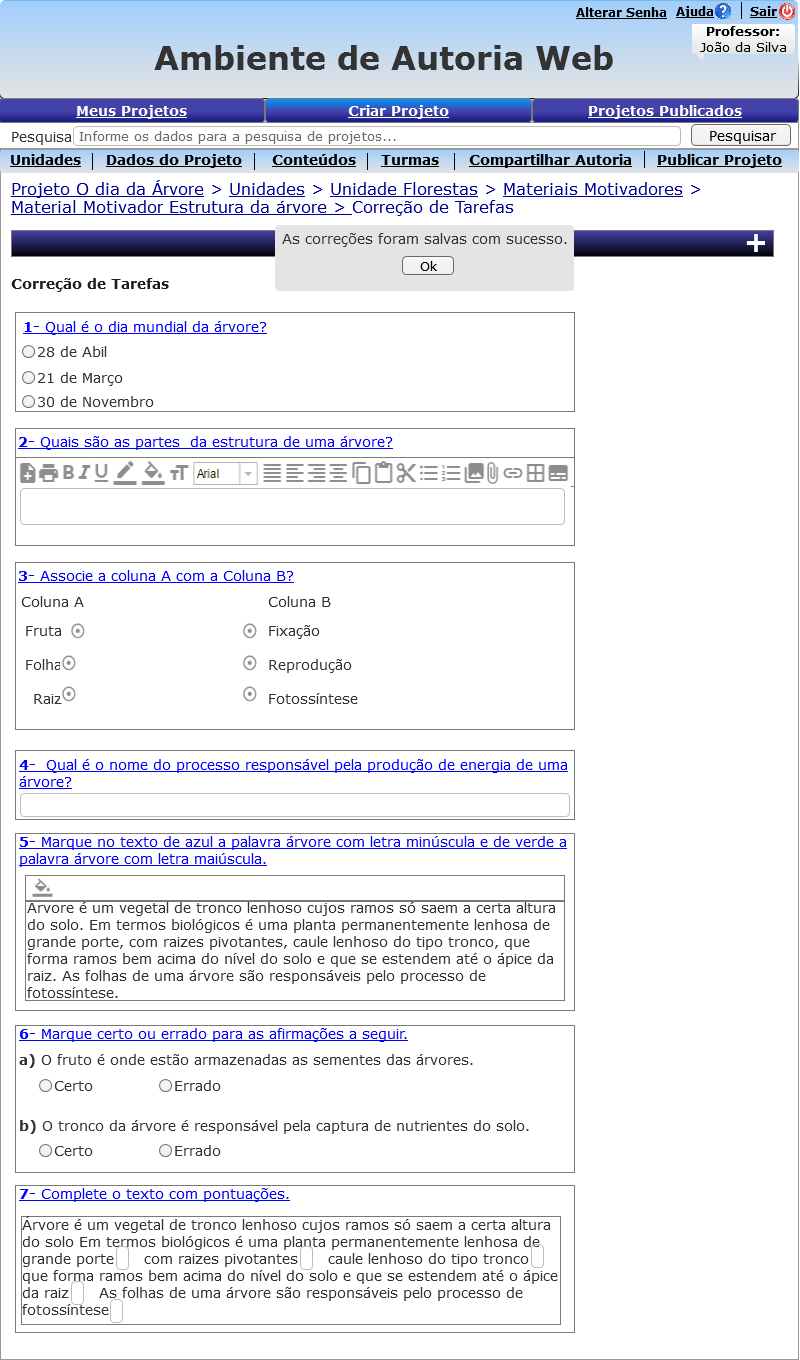 Alterar Senha Ajuda Sair
Professor:
João da Silva
Ambiente de Autoria Web
Meus Projetos Criar Projeto Projetos Publicados
Pesquisa Informe os dados para a pesquisa de projetos... Pesquisar
Unidades Dados do Projeto Conteúdos Turmas Compartilhar Autoria Publicar Projeto
Projeto O dia da Árvore > Unidades > Unidade Florestas > Materiais Motivadores >
Material Motivador Estrutura da árvore > Correção de Tarefas
As correções foram salvas com sucesso.
Ok
Correção de Tarefas
1- Qual é o dia mundial da árvore?
28 de Abil
21 de Março
30 de Novembro
2- Quais são as partes da estrutura de uma árvore?
B I U Arial
3- Associe a coluna A com a Coluna B?
Coluna A Coluna B
Fruta Fixação
Folha Reprodução
Raiz Fotossíntese
4- Qual é o nome do processo responsável pela produção de energia de uma
árvore?
5- Marque no texto de azul a palavra árvore com letra minúscula e de verde a
palavra árvore com letra maiúscula.
Árvore é um vegetal de tronco lenhoso cujos ramos só saem a certa altura
do solo. Em termos biológicos é uma planta permanentemente lenhosa de
grande porte, com raizes pivotantes, caule lenhoso do tipo tronco, que
forma ramos bem acima do nível do solo e que se estendem até o ápice da
raiz. As folhas de uma árvore são responsáveis pelo processo de
fotossíntese.
6- Marque certo ou errado para as afirmações a seguir.
a) O fruto é onde estão armazenadas as sementes das árvores.
Certo Errado
b) O tronco da árvore é responsável pela captura de nutrientes do solo.
Certo Errado
7- Complete o texto com pontuações.
Árvore é um vegetal de tronco lenhoso cujos ramos só saem a certa altura
do solo Em termos biológicos é uma planta permanentemente lenhosa de
grande porte com raizes pivotantes caule lenhoso do tipo tronco
que forma ramos bem acima do nível do solo e que se estendem até o ápice
da raiz As folhas de uma árvore são responsáveis pelo processo de
fotossíntese